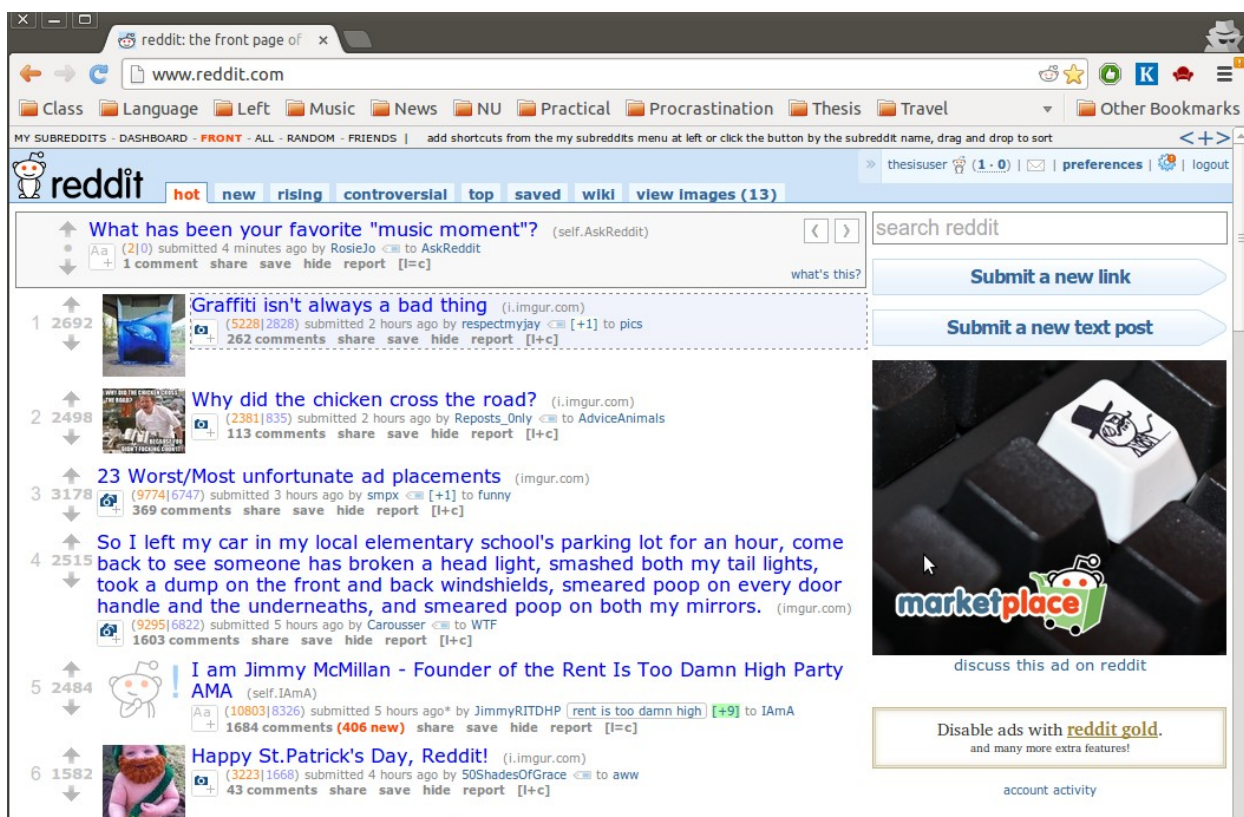 reddit: the front page of
www.reddit.com
K
Class Language Left Music News NU Practical Procrastination Thesis Travel Other Bookmarks
MY SUBREDDITS - DASHBOARD - FRONT - ALL - RANDOM - FRIENDS | add shortcuts from the my subreddits menu at left or click the button by the subreddit name, drag and drop to sort <+>
» thesisuser (1 · 0) | preferences | logout
reddit hot new rising controversial top saved wiki view images (13)
What has been your favorite "music moment"? (self.AskReddit)
Aa+ (2|0) submitted 4 minutes ago by RosieJo to AskReddit
1 comment share save hide report [l=c]
what's this?
search reddit
Submit a new link
Submit a new text post
Graffiti isn't always a bad thing (i.imgur.com)
1 2692 (5228|2828) submitted 2 hours ago by respectmyjay [+1] to pics
262 comments share save hide report [l+c]
Why did the chicken cross the road? (i.imgur.com)
2 2498 (2381|835) submitted 2 hours ago by Reposts_0nly to AdviceAnimals
113 comments share save hide report [l+c]
WHY DID THE CHICKEN CROSS
THE ROAD?
BECAUSE YOU
DIDN'T FUCKING COOK IT!
23 Worst/Most unfortunate ad placements (imgur.com)
3 3178 (9774|6747) submitted 3 hours ago by smpx [+1] to funny
369 comments share save hide report [l+c]
So I left my car in my local elementary school's parking lot for an hour, come
4 2515 back to see someone has broken a head light, smashed both my tail lights,
took a dump on the front and back windshields, smeared poop on every door
handle and the underneaths, and smeared poop on both my mirrors. (imgur.com)
(9295|6822) submitted 5 hours ago by Carousser to WTF
1603 comments share save hide report [l+c]
I am Jimmy McMillan - Founder of the Rent Is Too Damn High Party
5 2484 AMA (self.IAmA)
Aa+ (10803|8326) submitted 5 hours ago* by JimmyRITDHP rent is too damn high [+9] to IAmA
1684 comments (406 new) share save hide report [l=c]
Happy St.Patrick's Day, Reddit! (i.imgur.com)
6 1582 (3223|1668) submitted 4 hours ago by 50ShadesOfGrace to aww
43 comments share save hide report [l+c]
marketplace
discuss this ad on reddit
Disable ads with reddit gold.
and many more extra features!
account activity